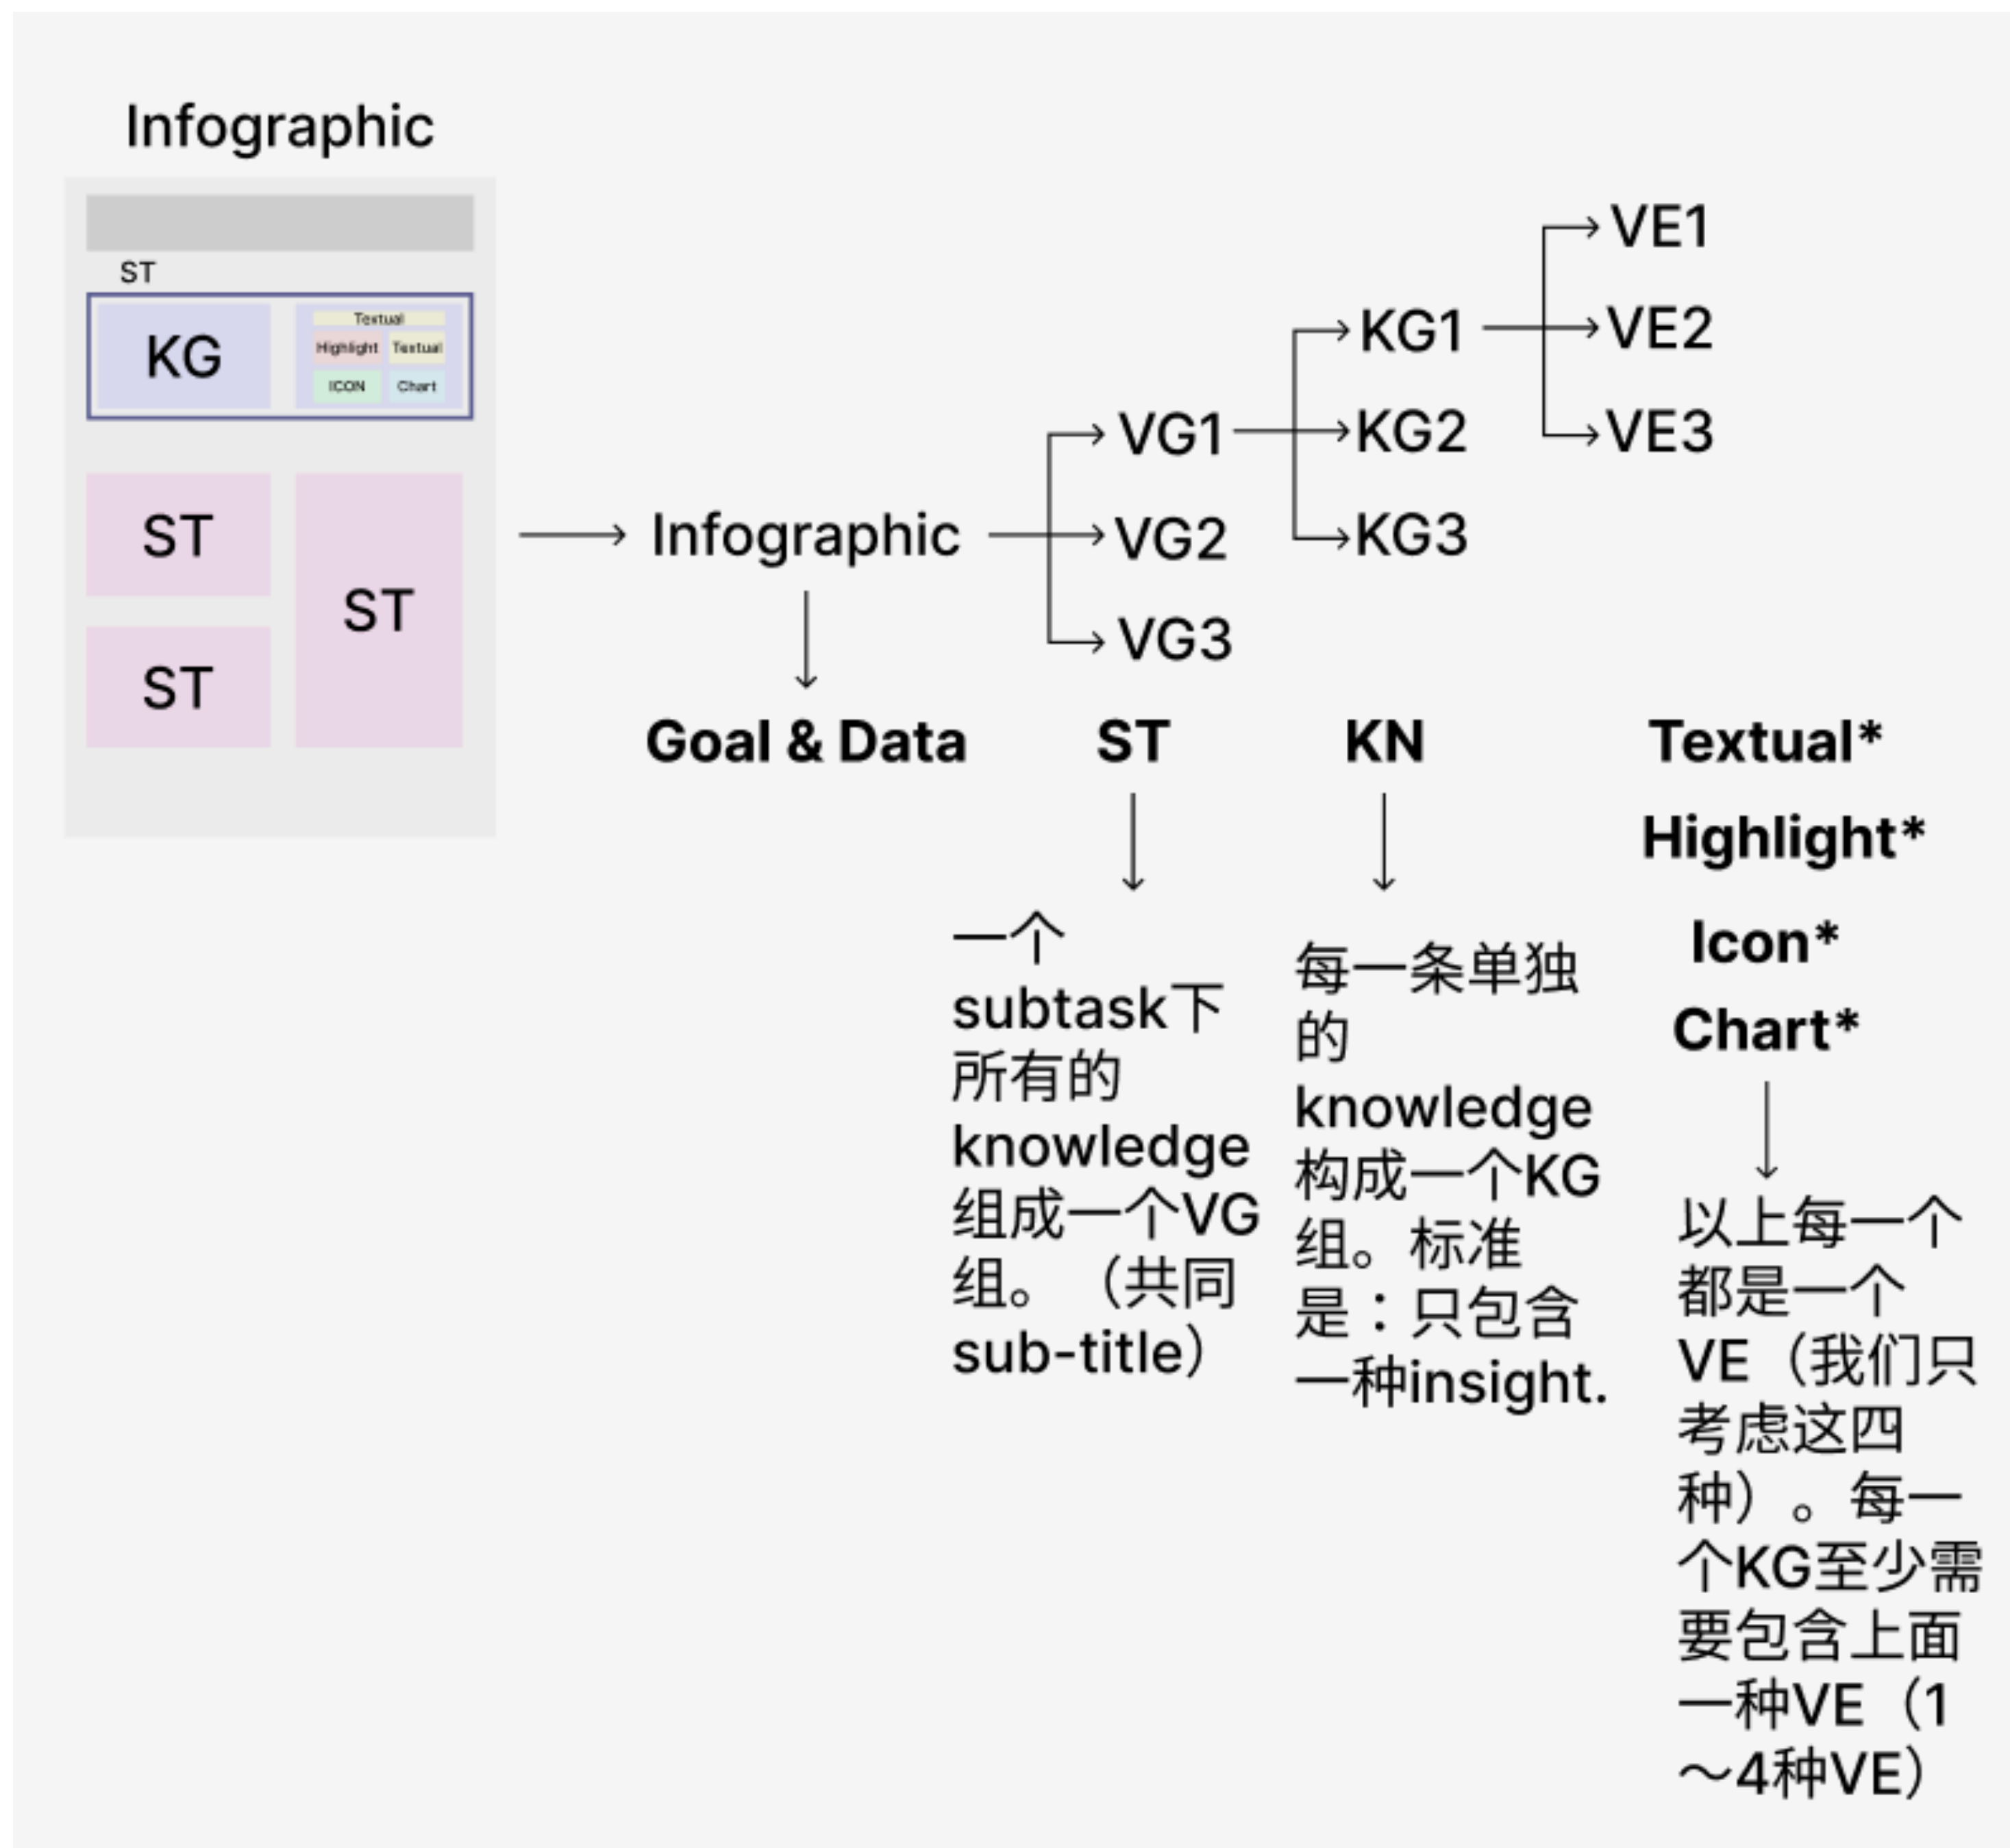 Infographic
ST
KG
Textual
Highlight Textual
ICON Chart
ST
ST
ST
Infographic
VG1
VG2
VG3
KG1
KG2
KG3
VE1
VE2
VE3
Goal & Data
ST
KN
Textual*
Highlight*
Icon*
Chart*
一个
subtask下
所有的
knowledge
组成一个VG
组。（共同
sub-title）
每一条单独
的
knowledge
构成一个KG
组。标准
是：只包含
一种insight.
以上每一个
都是一个
VE（我们只
考虑这四
种）。每一
个KG至少需
要包含上面
一种VE（1
～4种VE）